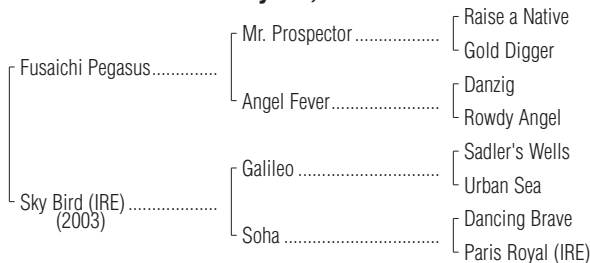 Raise a Native
Mr. Prospector..................
Gold Digger
Fusaichi Pegasus..............
Danzig
Angel Fever.......................
Rowdy Angel
Sadler's Wells
Galileo ..............................
Urban Sea
Sky Bird (IRE) ...................
(2003)
Dancing Brave
Soha .................................
Paris Royal (IRE)